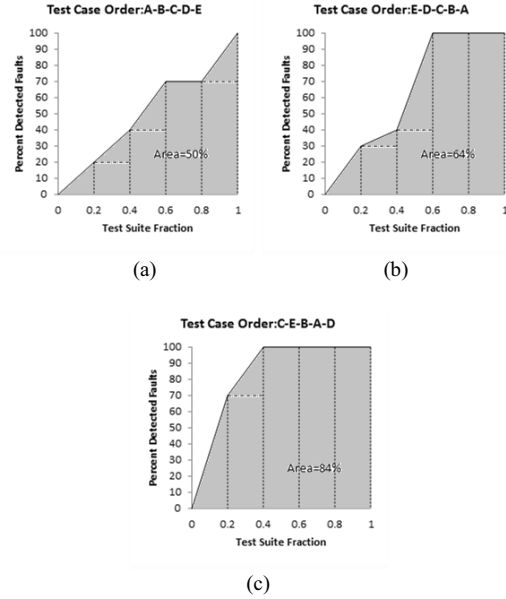 Test Case Order:A-B-C-D-E
Percent Detected Faults
100
90
80
70
60
50
40
30
20
10
0
Area=50%
0 0.2 0.4 0.6 0.8 1
Test Suite Fraction
(a)
Test Case Order:E-D-C-B-A
Percent Detected Faults
100
90
80
70
60
50
40
30
20
10
0
Area=64%
0 0.2 0.4 0.6 0.8 1
Test Suite Fraction
(b)
Test Case Order:C-E-B-A-D
Percent Detected Faults
100
90
80
70
60
50
40
30
20
10
0
Area=84%
0 0.2 0.4 0.6 0.8 1
Test Suite Fraction
(c)